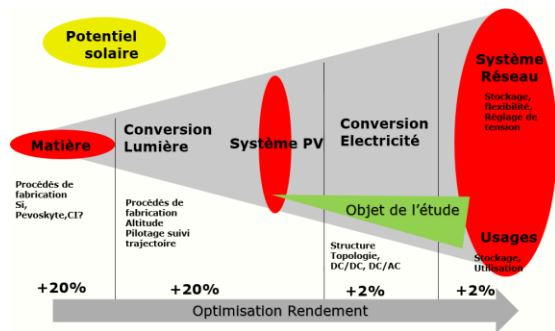 Potentiel
solaire
Matière
Conversion
Lumière
Système PV
Conversion
Electricité
Système
Réseau
Stockage,
flexibilité,
Réglage de
tension
Procédés de
fabrication
Si,
Pevoskyte,CI?
Procédés de
fabrication
Altitude
Pilotage suivi
trajectoire
Objet de l'étude
Structure
Topologie,
DC/DC, DC/AC
Usages
Stockage,
Utilisation
+20%
+20%
+2%
+2%
Optimisation Rendement